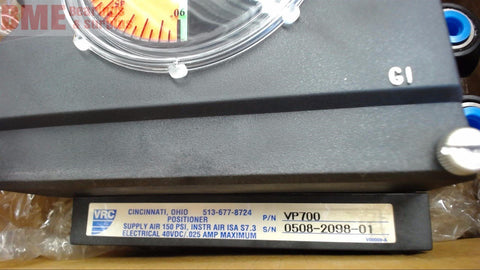 BME
.06
GI
VRC
CINCINNATI, OHIO 513-677-8724
POSITIONER
P/N VP700
SUPPLY AIR 150 PSI, INSTR AIR ISA S7.3
ELECTRICAL 40VDC/.025 AMP MAXIMUM
S/N 0508-2098-01